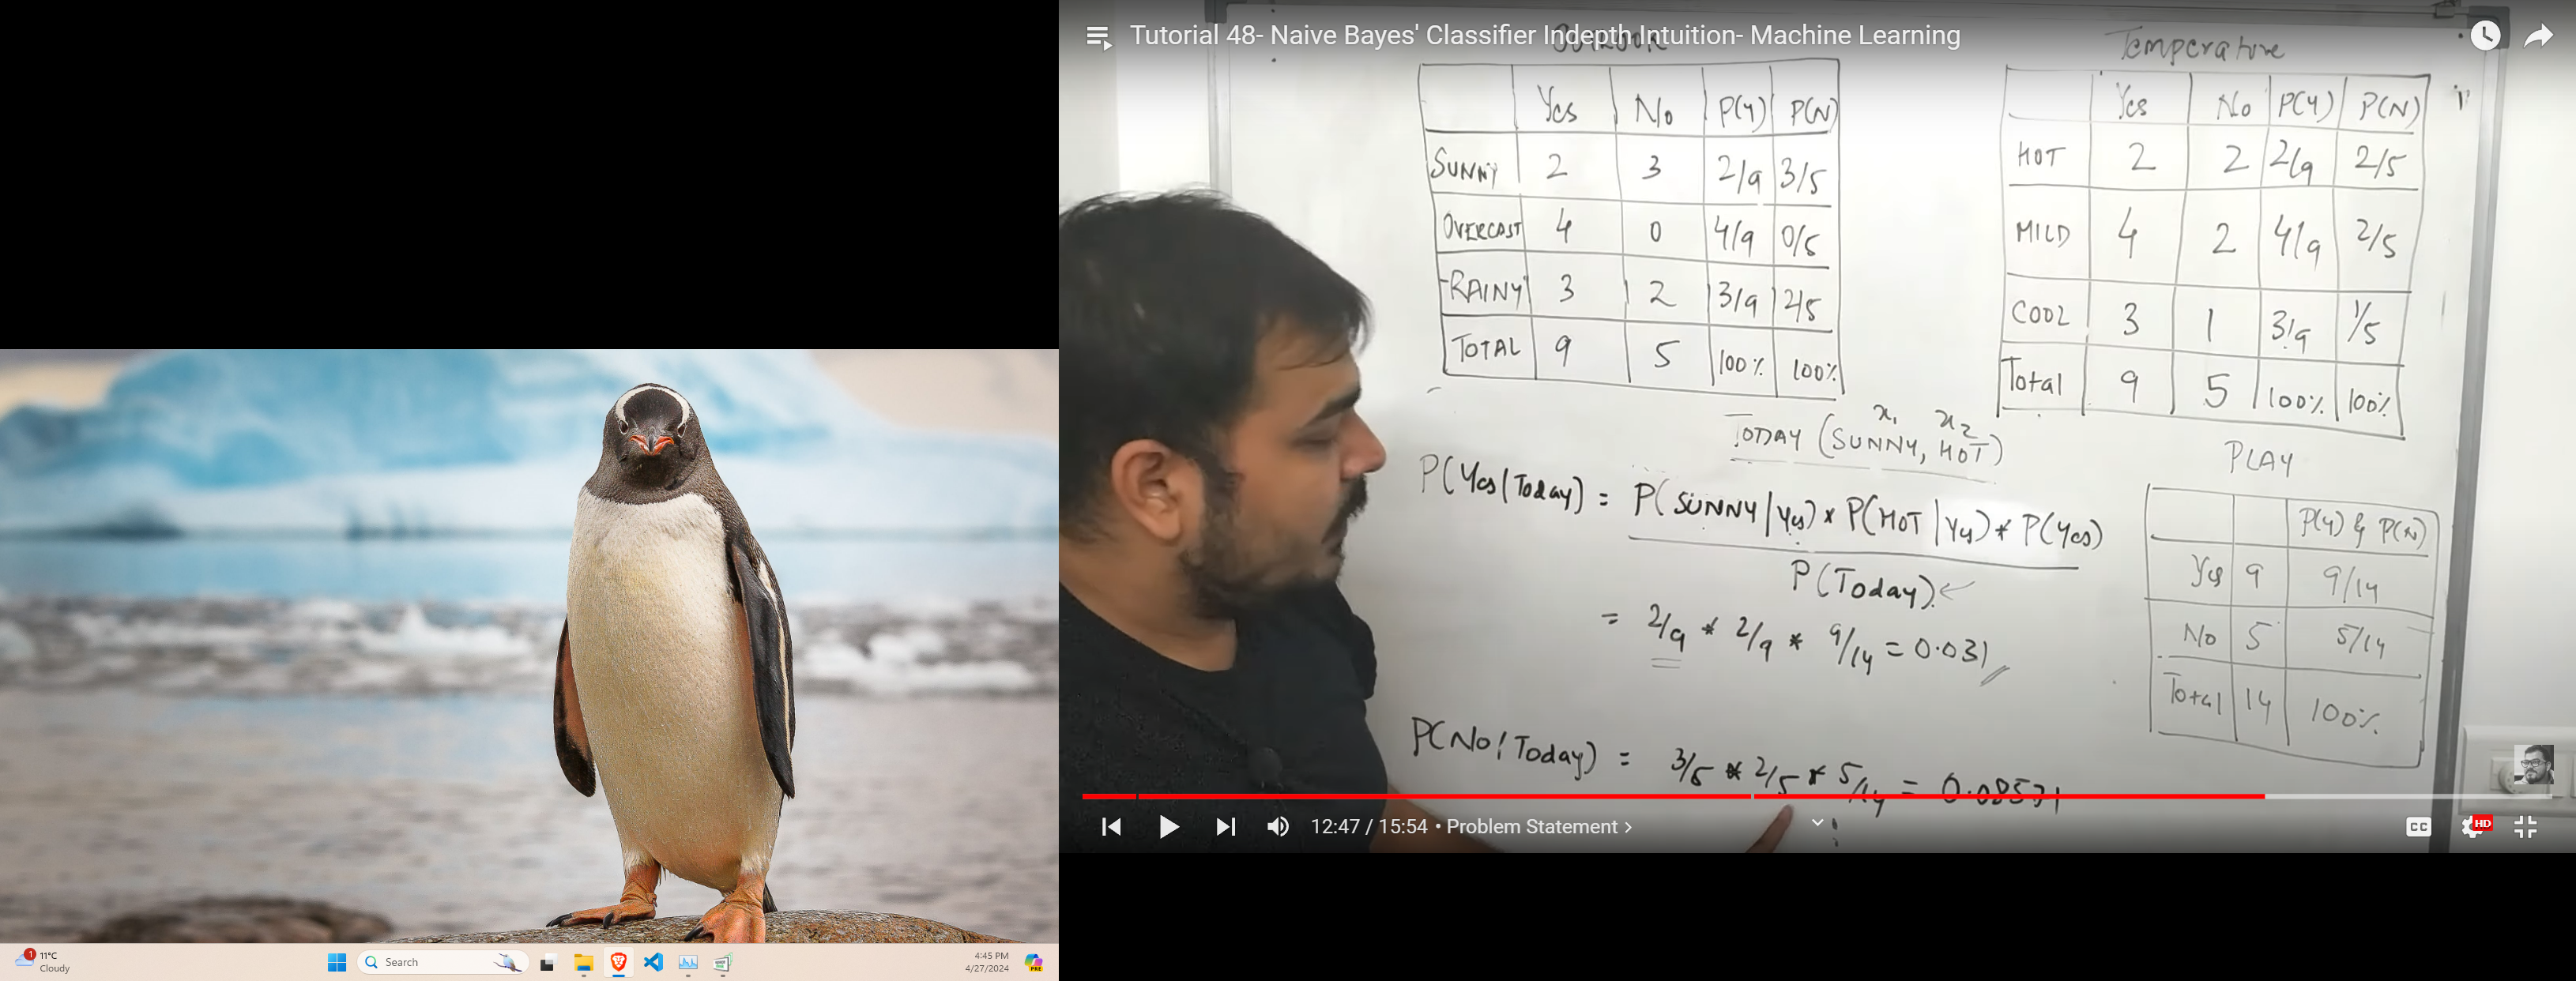 Tutorial 48- Naive Bayes' Classifier Indepth Intuition- Machine Learning
Temperature
Yes No P(Y) P(N)
SUNNY 2 3 2/9 3/5
OVERCAST 4 0 4/9 0/5
RAINY 3 2 3/9 2/5
TOTAL 9 5 100% 100%
Yes No P(Y) P(N)
HOT 2 2 2/9 2/5
MILD 4 2 4/9 2/5
COOL 3 1 3/9 1/5
Total 9 5 100% 100%
x1 x2
TODAY (SUNNY, HOT)
P(Yes|Today) = P(SUNNY|Yes) * P(HOT|Yes) * P(Yes)
P(Today)
= 2/9 * 2/9 * 9/14 = 0.031
P(No|Today) = 3/5 * 2/5 * 5/14 = 0.08571
PLAY
P(Y) & P(N)
Yes 9 9/14
No 5 5/14
Total 14 100%
12:47 / 15:54 • Problem Statement
CC
HD
1
11°C
Cloudy
Search
4:45 PM
4/27/2024
PRE